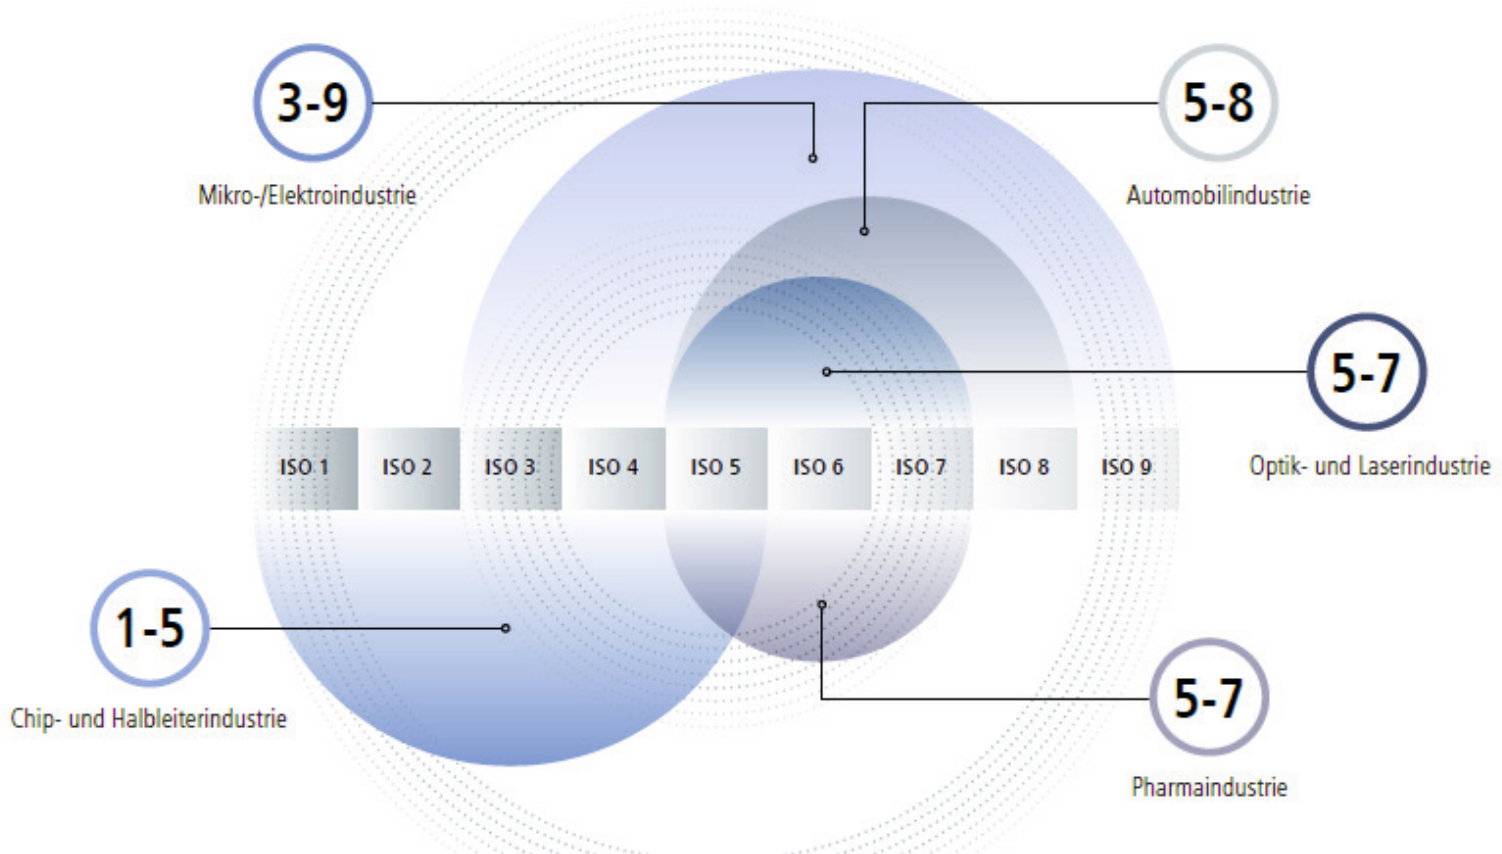 3-9
Mikro-/Elektroindustrie
5-8
Automobilindustrie
5-7
Optik- und Laserindustrie
ISO 1 ISO 2 ISO 3 ISO 4 ISO 5 ISO 6 ISO 7 ISO 8 ISO 9
1-5
Chip- und Halbleiterindustrie
5-7
Pharmaindustrie